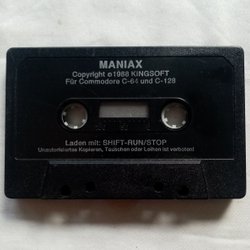 MANIAX
Copyright ©1988 KINGSOFT
Für Commodore C-64 und C-128
Laden mit: SHIFT-RUN/STOP
Unautorisiertes Kopieren, Tauschen oder Leihen ist verboten!